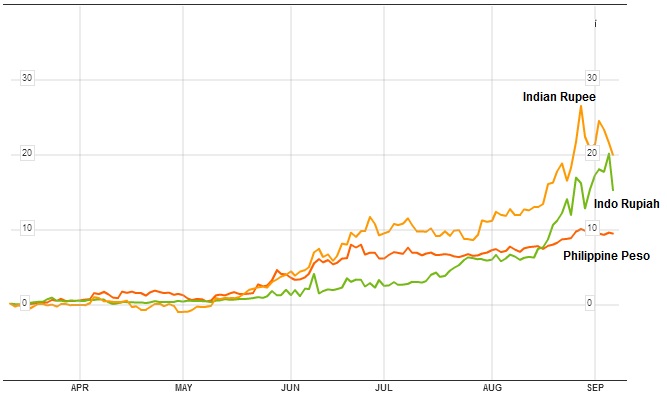 30 30
Indian Rupee
20 20
Indo Rupiah
10 10
Philippine Peso
0 0
APR MAY JUN JUL AUG SEP